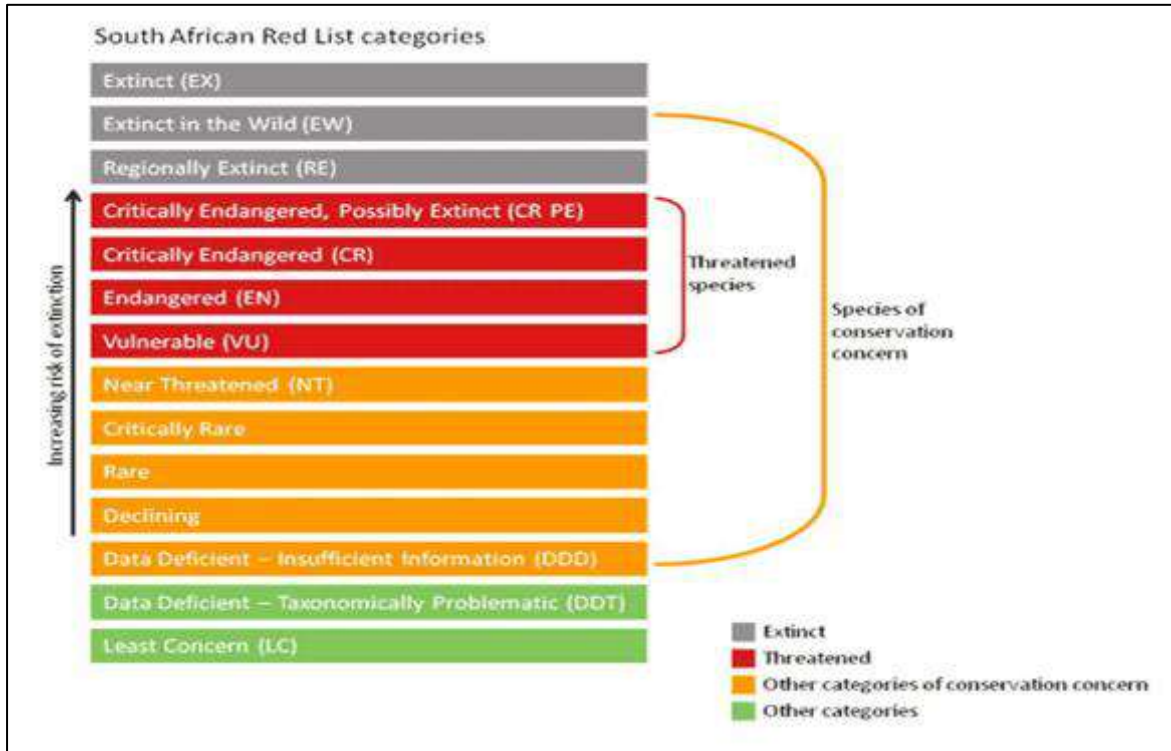 South African Red List categories
Extinct (EX)
Extinct in the Wild (EW)
Regionally Extinct (RE)
Critically Endangered, Possibly Extinct (CR PE)
Critically Endangered (CR)
Endangered (EN)
Vulnerable (VU)
Near Threatened (NT)
Critically Rare
Rare
Declining
Data Deficient – Insufficient Information (DDD)
Data Deficient – Taxonomically Problematic (DDT)
Least Concern (LC)
Increasing risk of extinction
Threatened
species
Species of
conservation
concern
Extinct
Threatened
Other categories of conservation concern
Other categories